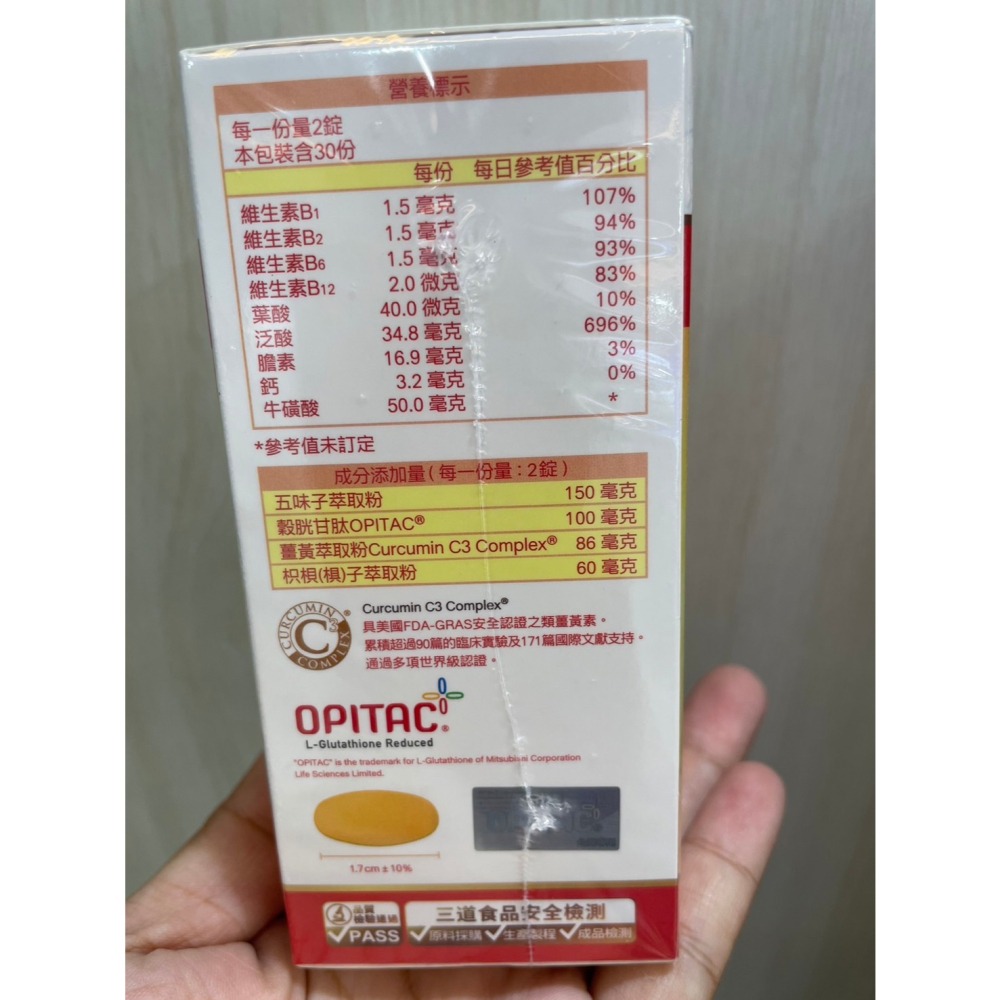 營養標示
每一份量2錠
本包裝含30份
每份 每日參考值百分比
維生素B1 1.5 毫克 107%
維生素B2 1.5 毫克 94%
維生素B6 1.5 毫克 93%
維生素B12 2.0 微克 83%
葉酸 40.0 微克 10%
泛酸 34.8 毫克 696%
膽素 16.9 毫克 3%
鈣 3.2 毫克 0%
牛磺酸 50.0 毫克 *
*參考值未訂定
成分添加量(每一份量:2錠)
五味子萃取粉 150 毫克
穀胱甘肽OPITAC® 100 毫克
薑黃萃取粉Curcumin C3 Complex® 86 毫克
枳椇(椇)子萃取粉 60 毫克
CURCUMIN C3 COMPLEX ®
Curcumin C3 Complex®
具美國FDA-GRAS安全認證之類薑黃素。
累積超過90篇的臨床實驗及171篇國際文獻支持。
通過多項世界級認證。
OPITAC®
L-Glutathione Reduced
"OPITAC" is the trademark for L-Glutathione of Mitsubishi Corporation
Life Sciences Limited.
1.7cm±10%
品質
檢驗通過
PASS
三道食品安全檢測
原料採購 生產製程 成品檢測